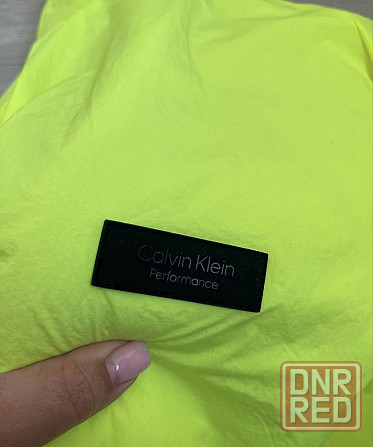 Calvin Klein
Performance
DNR
RED